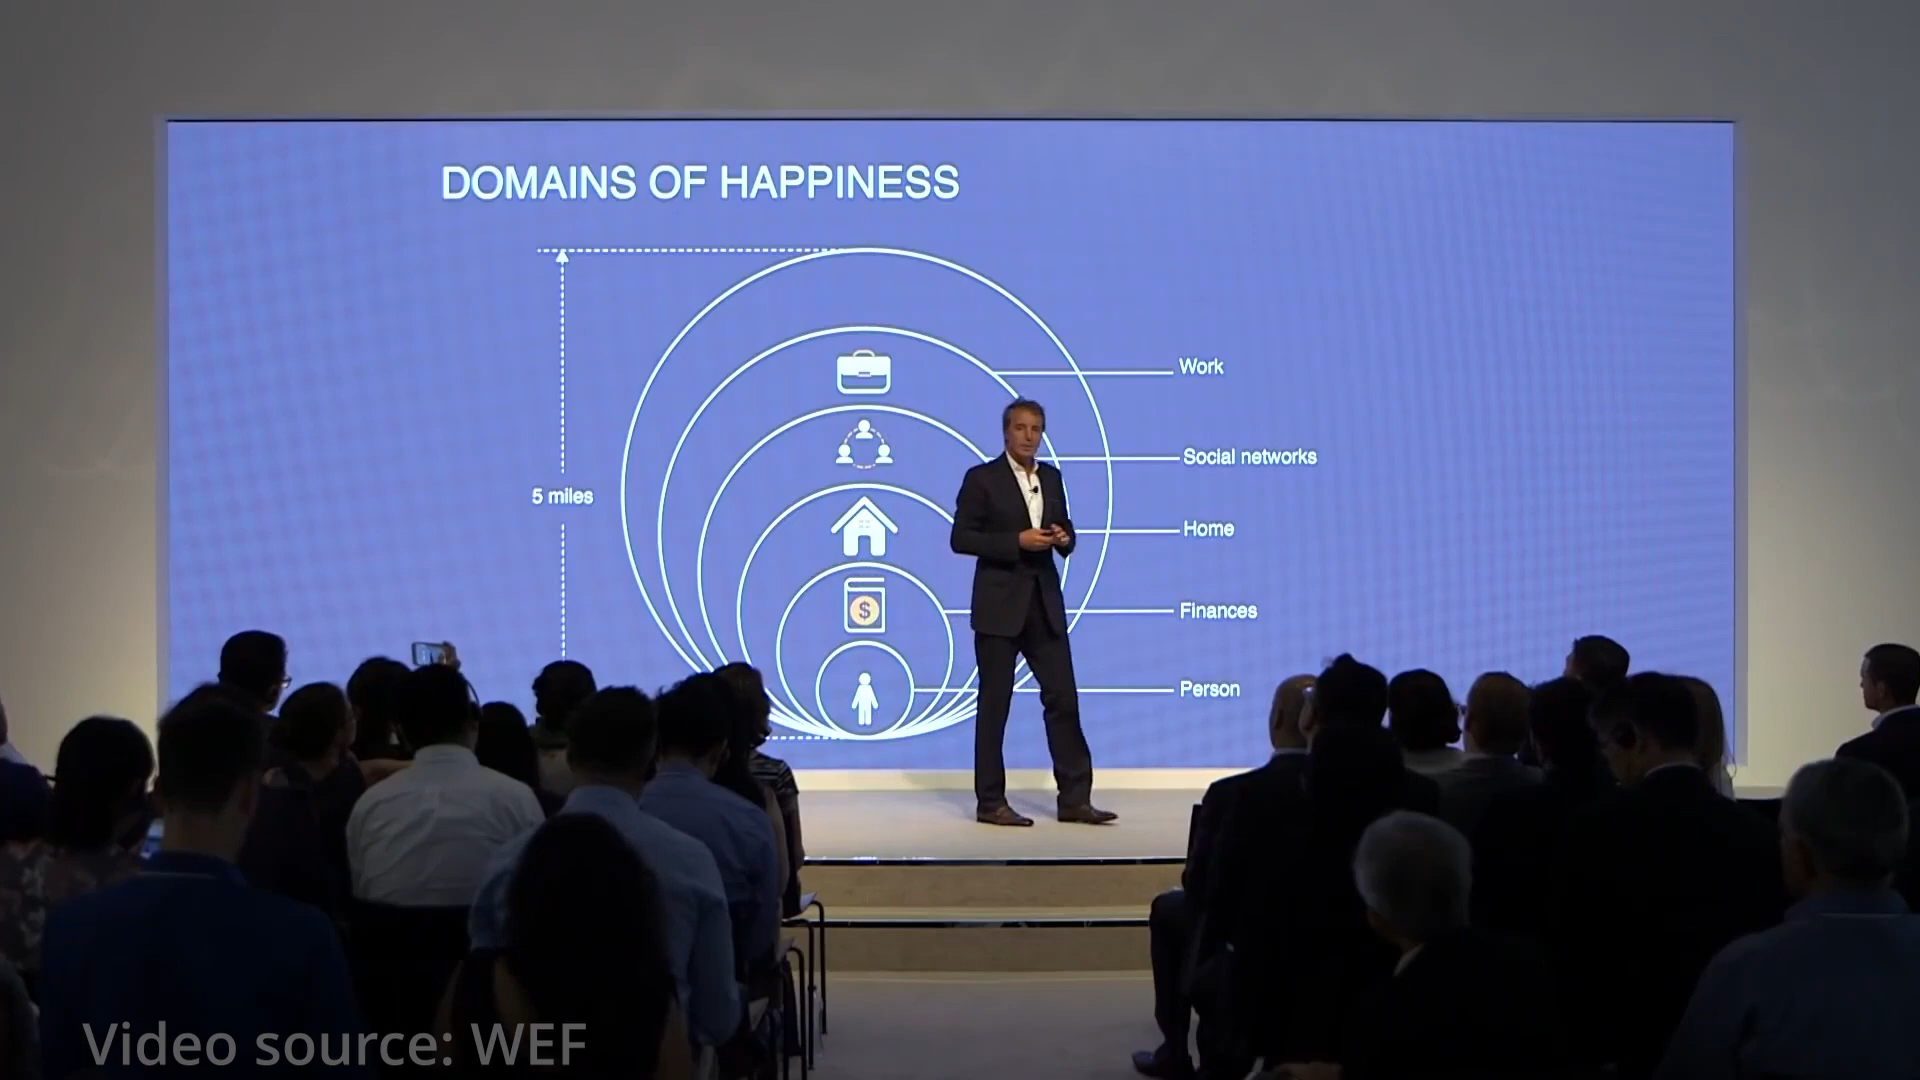 DOMAINS OF HAPPINESS
Work
Social networks
5 miles
Home
$
Finances
Person
Video source: WEF